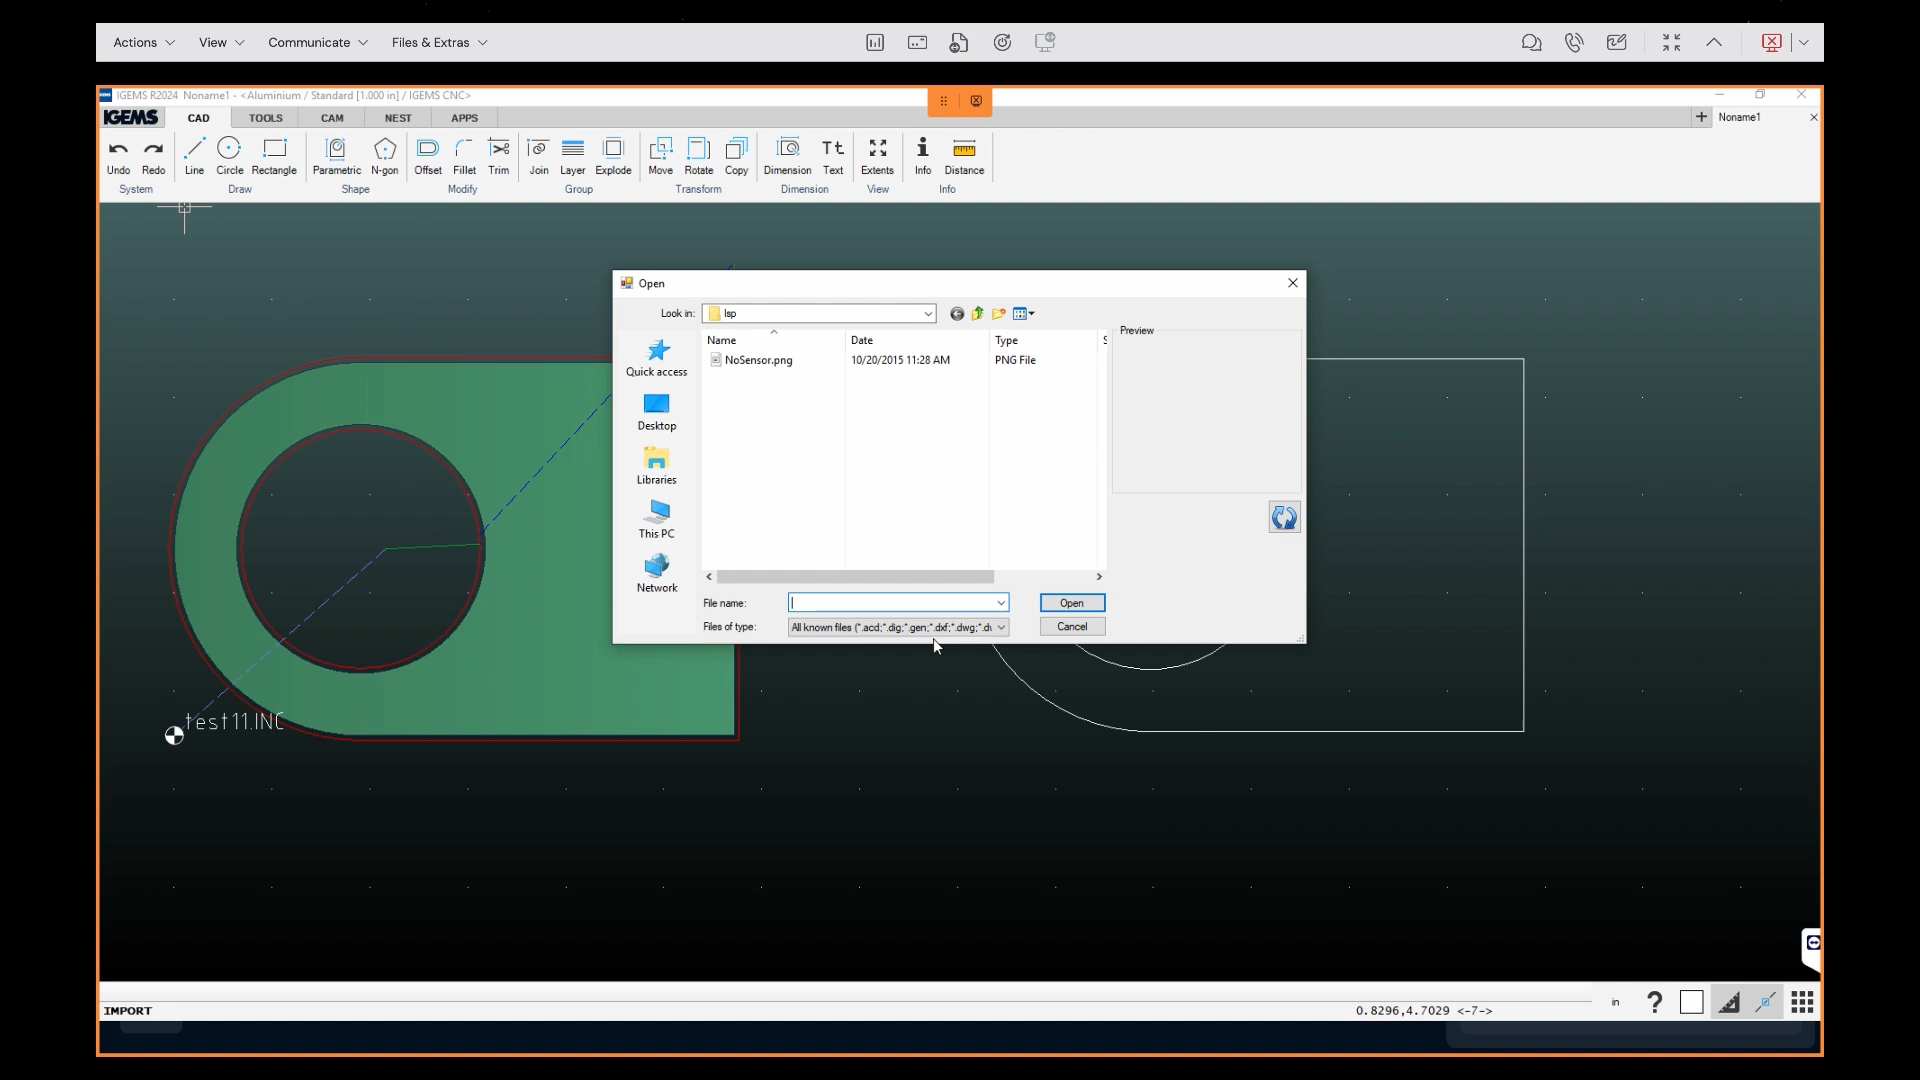 Actions View Communicate Files & Extras
IGEMS R2024 Noname1 - <Aluminium / Standard [1.000 in] / IGEMS CNC>
IGEMS CAD TOOLS CAM NEST APPS Noname1
Undo Redo Line Circle Rectangle Parametric N-gon Offset Fillet Trim Join Layer Explode Move Rotate Copy Dimension Text Extents Info Distance
System Draw Shape Modify Group Transform Dimension View Info
Open
Look in: lsp
Preview
Name Date Type S
NoSensor.png 10/20/2015 11:28 AM PNG File
Quick access
Desktop
Libraries
This PC
Network
File name: Open
Files of type: All known files (*.acd;*.dig;*.gen;*.dxf;*.dwg;*.dv Cancel
test11.INC
in
IMPORT 0.8296,4.7029 <-7->